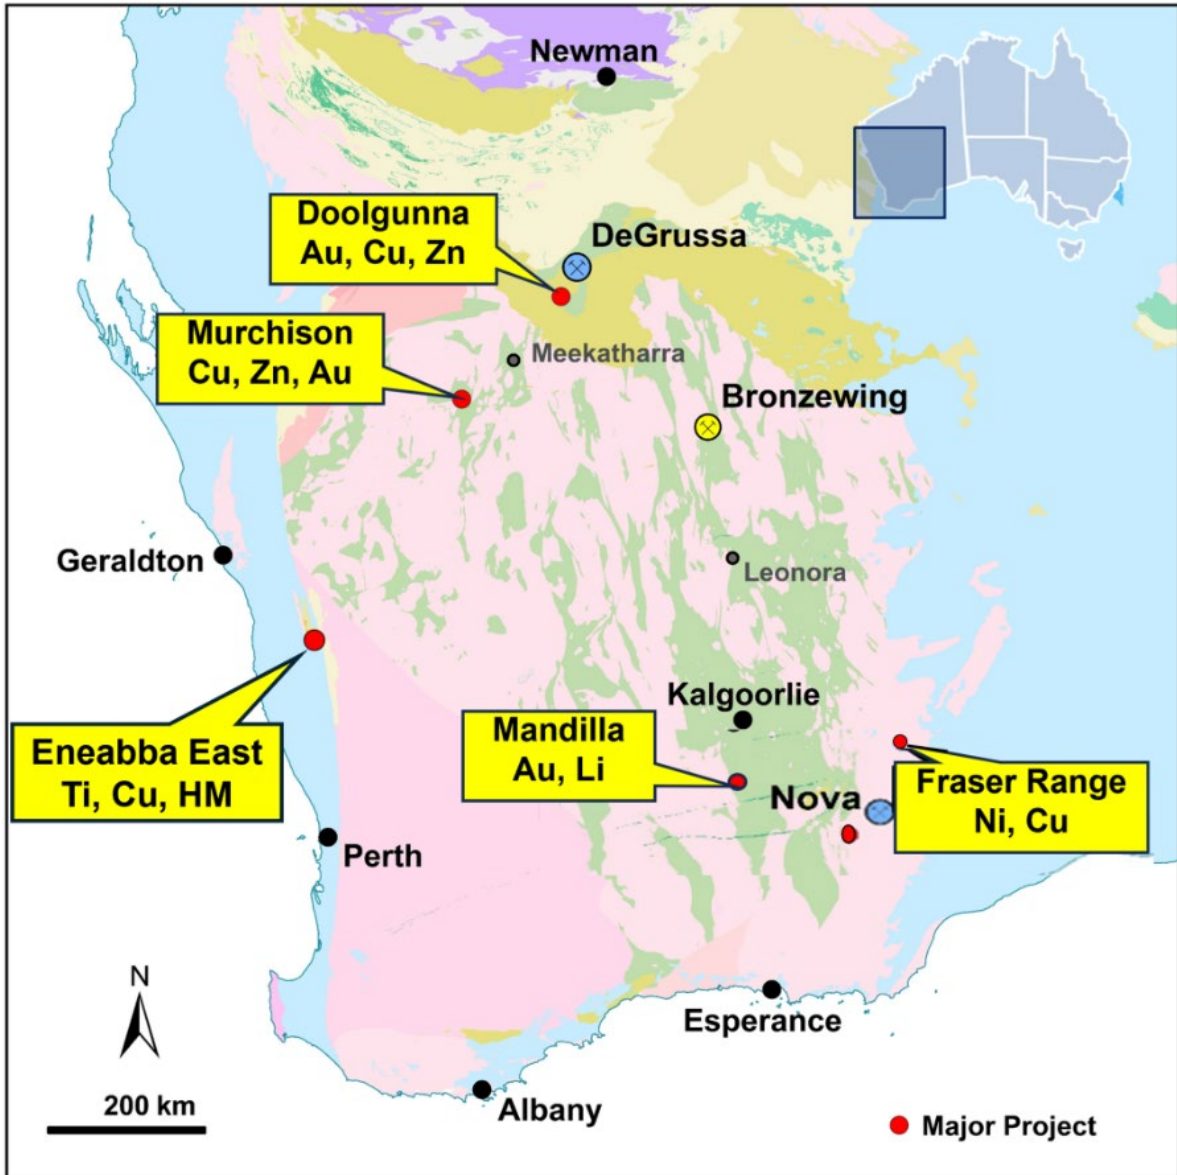 Newman
Doolgunna
Au, Cu, Zn
DeGrussa
Murchison
Cu, Zn, Au
Meekatharra
Bronzewing
Geraldton
Leonora
Kalgoorlie
Eneabba East
Ti, Cu, HM
Mandilla
Au, Li
Nova
Fraser Range
Ni, Cu
Perth
N
Esperance
200 km
Albany
Major Project